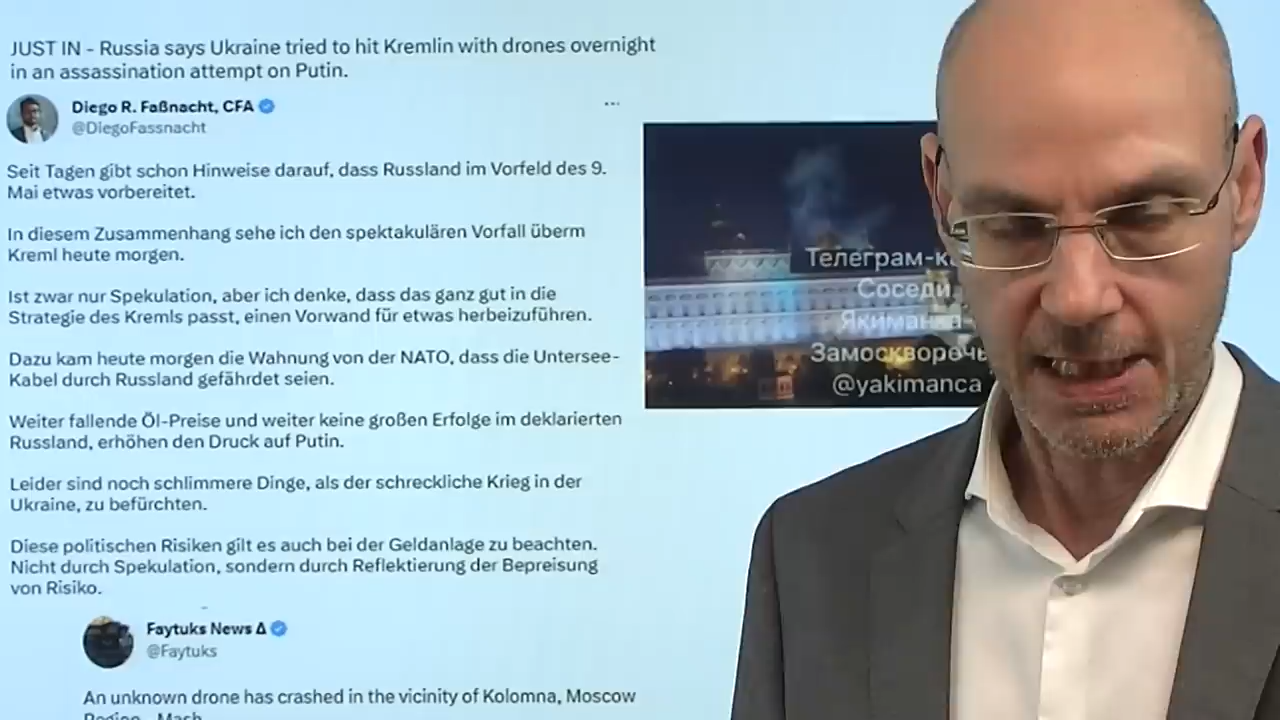 JUST IN - Russia says Ukraine tried to hit Kremlin with drones overnight
in an assassination attempt on Putin.
Diego R. Faßnacht, CFA
@DiegoFassnacht
Seit Tagen gibt schon Hinweise darauf, dass Russland im Vorfeld des 9.
Mai etwas vorbereitet.
In diesem Zusammenhang sehe ich den spektakulären Vorfall überm
Kreml heute morgen.
Ist zwar nur Spekulation, aber ich denke, dass das ganz gut in die
Strategie des Kremls passt, einen Vorwand für etwas herbeizuführen.
Dazu kam heute morgen die Wahnung von der NATO, dass die Untersee-
Kabel durch Russland gefährdet seien.
Weiter fallende Öl-Preise und weiter keine großen Erfolge im deklarierten
Russland, erhöhen den Druck auf Putin.
Leider sind noch schlimmere Dinge, als der schreckliche Krieg in der
Ukraine, zu befürchten.
Diese politischen Risiken gilt es auch bei der Geldanlage zu beachten.
Nicht durch Spekulation, sondern durch Reflektierung der Bepreisung
von Risiko.
Телеграм-к
Соседи
Якиманка-
Замоскворечь
@yakimanca
Faytuks News Δ
@Faytuks
An unknown drone has crashed in the vicinity of Kolomna, Moscow
Region - Mash